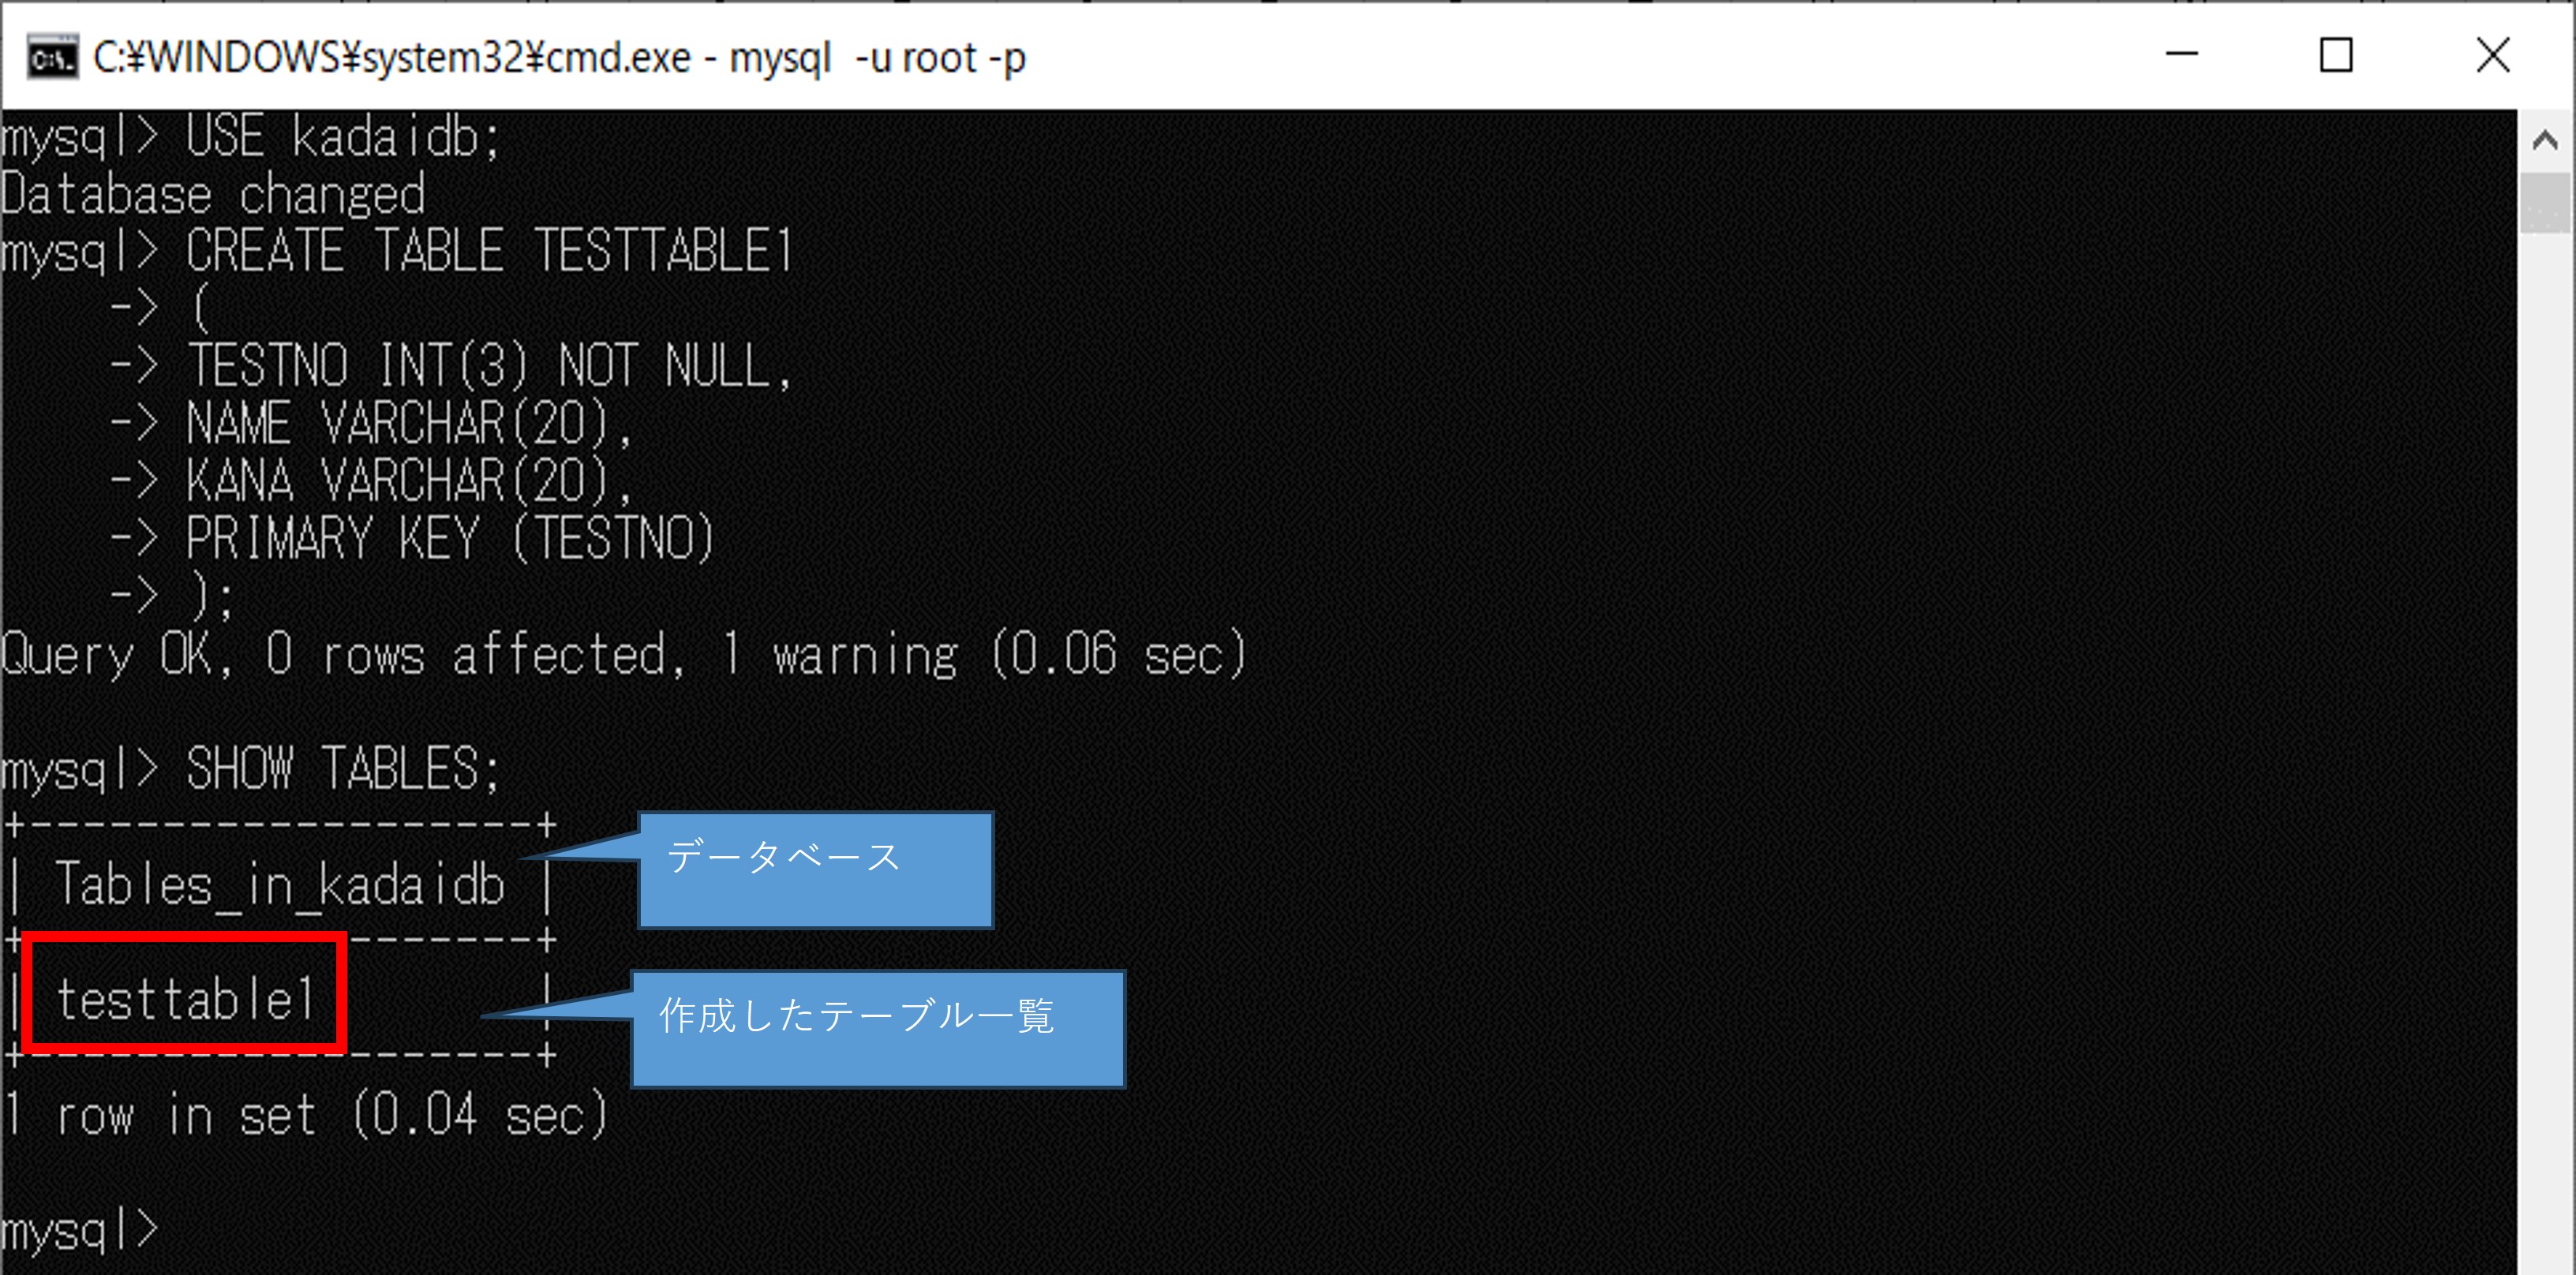 C:¥WINDOWS¥system32¥cmd.exe - mysql  -u root -p
mysql> USE kadaidb;
Database changed
mysql> CREATE TABLE TESTTABLE1
    -> (
    -> TESTNO INT(3) NOT NULL,
    -> NAME VARCHAR(20),
    -> KANA VARCHAR(20),
    -> PRIMARY KEY (TESTNO)
    -> );
Query OK, 0 rows affected, 1 warning (0.06 sec)
mysql> SHOW TABLES;
+-------------------+
| Tables_in_kadaidb |
データベース
+-------------------+
| testtable1        |
作成したテーブル一覧
+-------------------+
1 row in set (0.04 sec)
mysql>